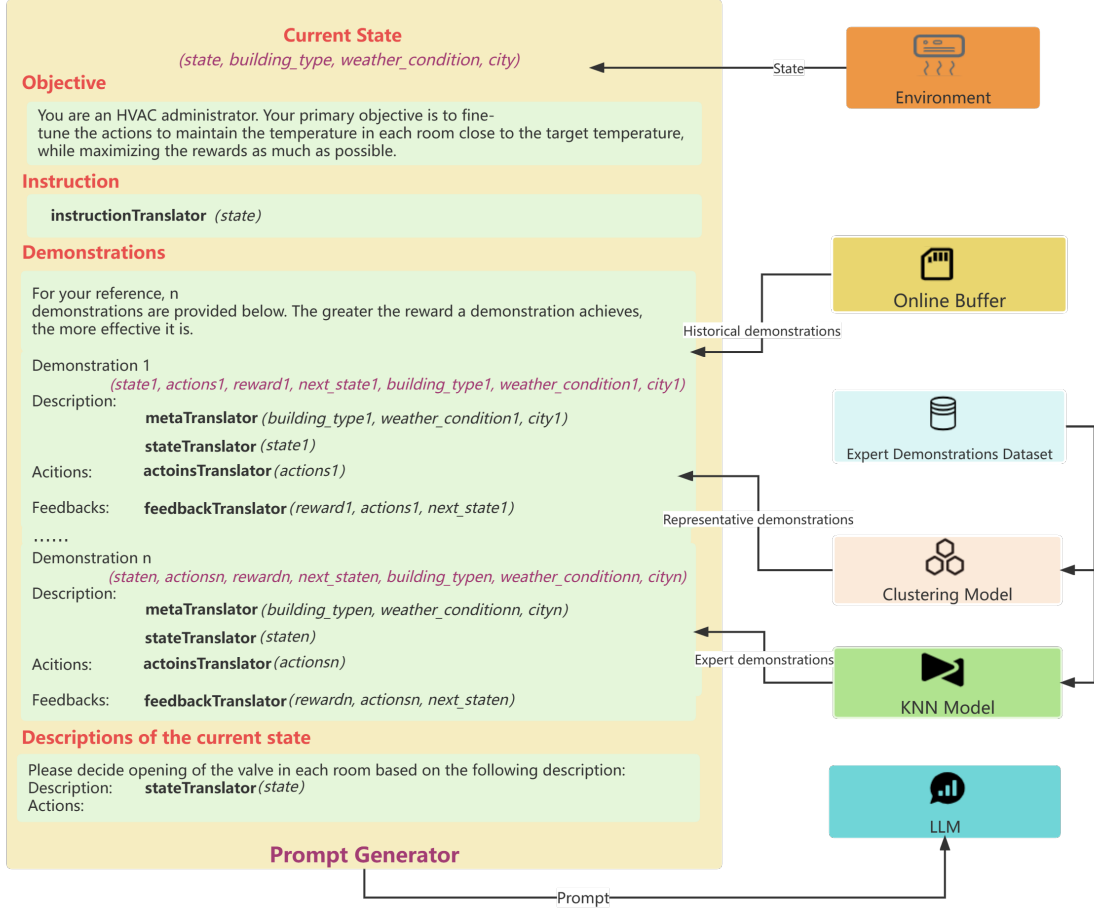 Current State
(state, building_type, weather_condition, city)
Objective
You are an HVAC administrator. Your primary objective is to fine-
tune the actions to maintain the temperature in each room close to the target temperature,
while maximizing the rewards as much as possible.
Instruction
instructionTranslator (state)
Demonstrations
For your reference, n
demonstrations are provided below. The greater the reward a demonstration achieves,
the more effective it is.
Demonstration 1
(state1, actions1, reward1, next_state1, building_type1, weather_condition1, city1)
Description:
metaTranslator (building_type1, weather_condition1, city1)
stateTranslator (state1)
Acitions: actoinsTranslator (actions1)
Feedbacks: feedbackTranslator (reward1, actions1, next_state1)
......
Demonstration n
(staten, actionsn, rewardn, next_staten, building_typen, weather_conditionn, cityn)
Description:
metaTranslator (building_typen, weather_conditionn, cityn)
stateTranslator (staten)
Acitions: actoinsTranslator (actionsn)
Feedbacks: feedbackTranslator (rewardn, actionsn, next_staten)
Descriptions of the current state
Please decide opening of the valve in each room based on the following description:
Description: stateTranslator (state)
Actions:
Prompt Generator
State
Environment
Online Buffer
Historical demonstrations
Expert Demonstrations Dataset
Representative demonstrations
Clustering Model
Expert demonstrations
KNN Model
LLM
Prompt